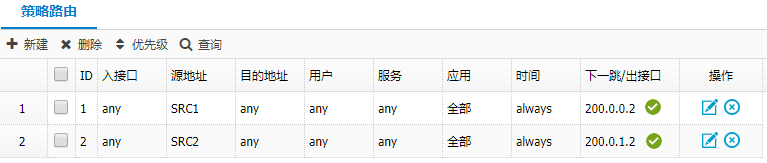 策略路由
新建 删除 优先级 查询
ID 入接口 源地址 目的地址 用户 服务 应用 时间 下一跳/出接口 操作
1 1 any SRC1 any any any 全部 always 200.0.0.2
2 2 any SRC2 any any any 全部 always 200.0.1.2